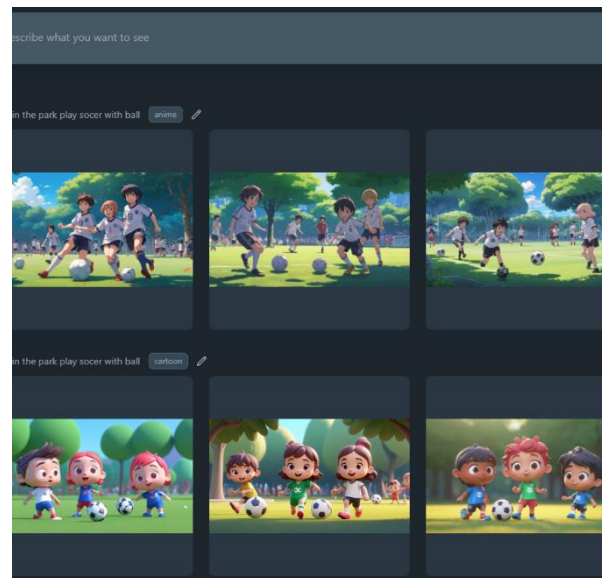 escribe what you want to see
in the park play socer with ball anime
in the park play socer with ball cartoon